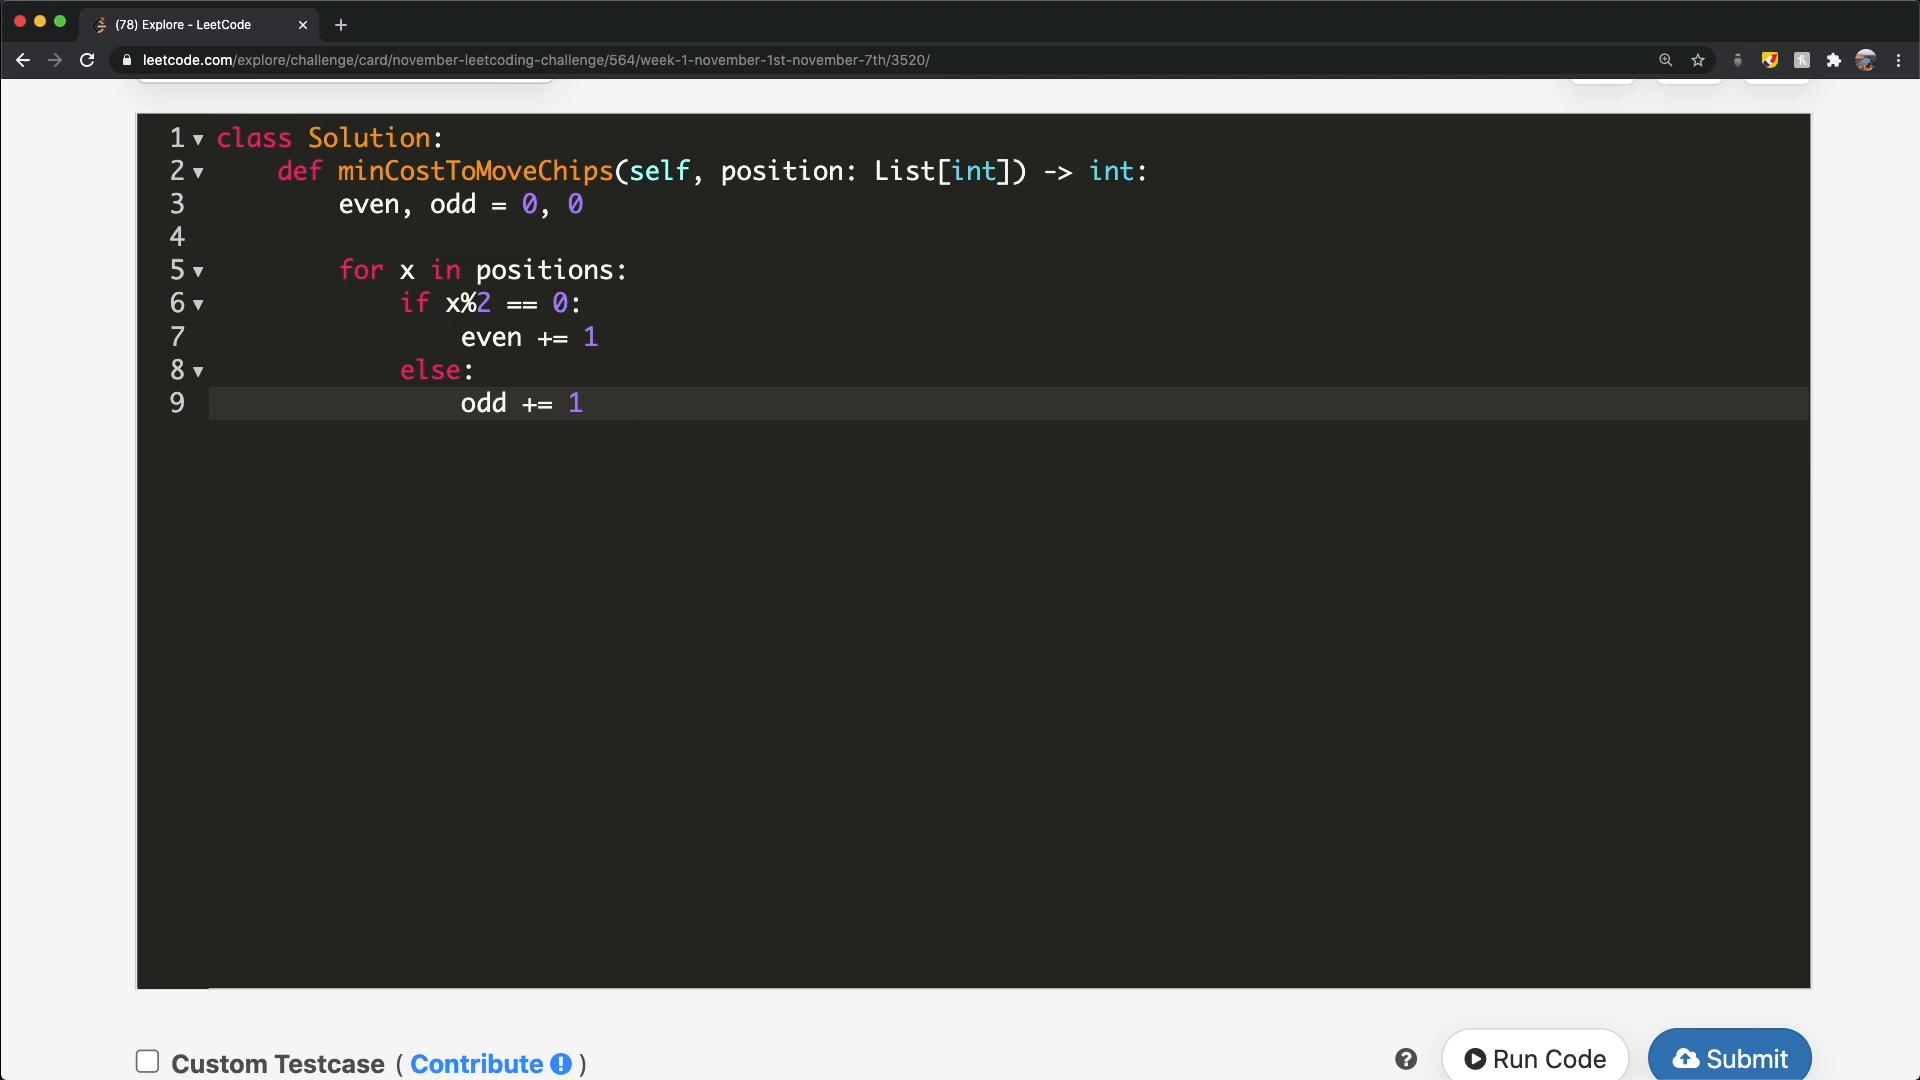 (78) Explore - LeetCode
leetcode.com/explore/challenge/card/november-leetcoding-challenge/564/week-1-november-1st-november-7th/3520/
1 class Solution:
2 def minCostToMoveChips(self, position: List[int]) -> int:
3 even, odd = 0, 0
4
5 for x in positions:
6 if x%2 == 0:
7 even += 1
8 else:
9 odd += 1
Custom Testcase ( Contribute ! )
? Run Code Submit